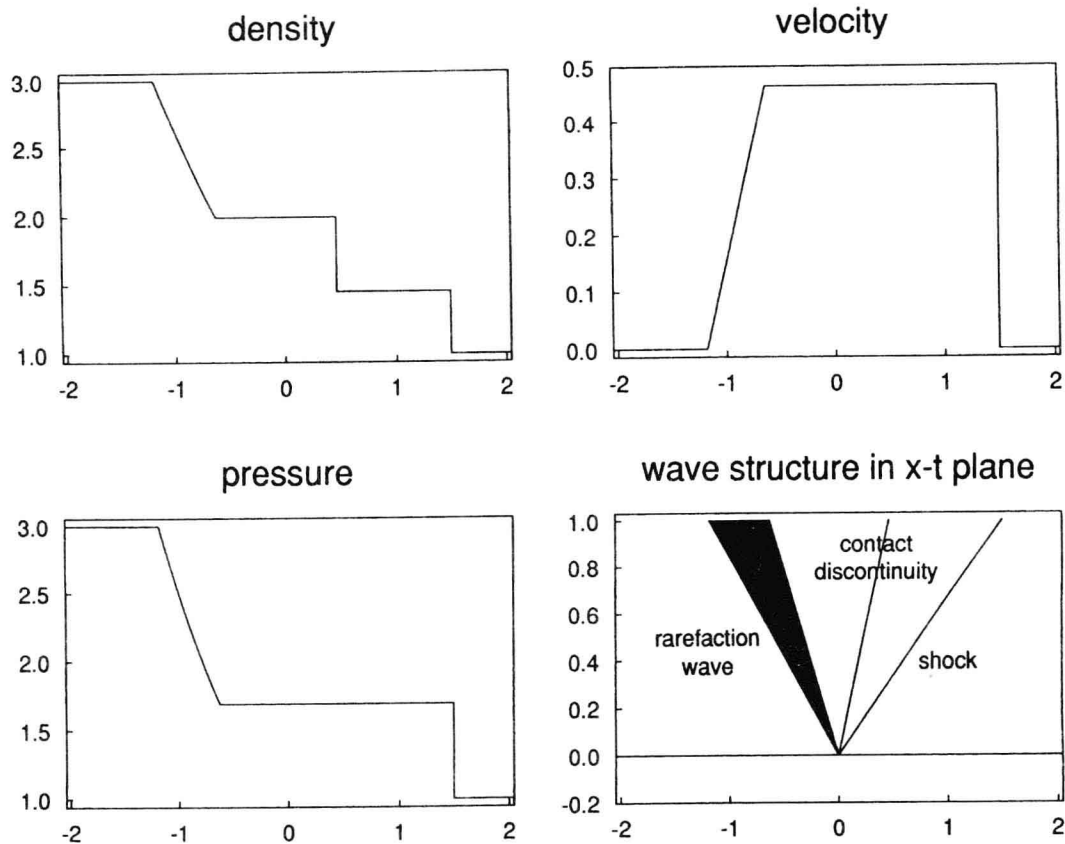 density
3.0
2.5
2.0
1.5
1.0
-2 -1 0 1 2
velocity
0.5
0.4
0.3
0.2
0.1
0.0
-2 -1 0 1 2
pressure
3.0
2.5
2.0
1.5
1.0
-2 -1 0 1 2
wave structure in x-t plane
1.0
0.8
0.6
0.4
0.2
0.0
-0.2
contact
discontinuity
rarefaction
wave
shock
-2 -1 0 1 2